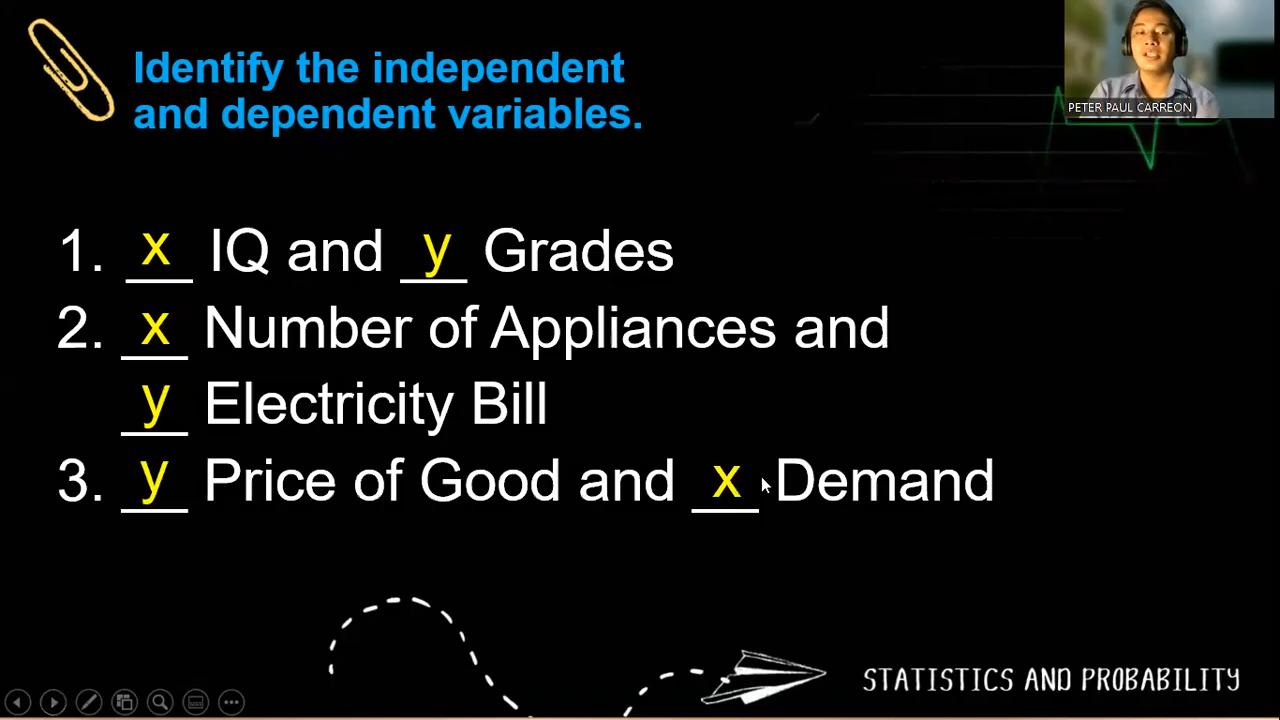 Identify the independent
and dependent variables.
PETER PAUL CARREON
1. x IQ and y Grades
2. x Number of Appliances and
y Electricity Bill
3. y Price of Good and x Demand
STATISTICS AND PROBABILITY